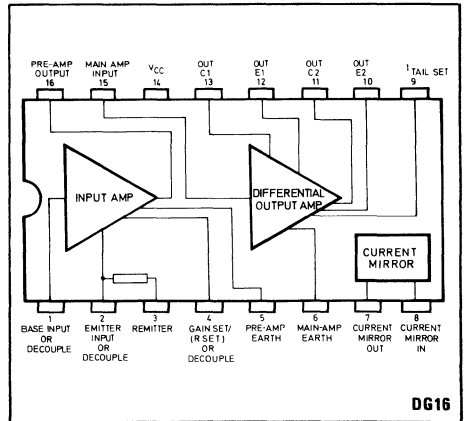 PRE-AMP OUTPUT 16
MAIN AMP INPUT 15
VCC 14
OUT C1 13
OUT E1 12
OUT C2 11
OUT E2 10
I TAIL SET 9
INPUT AMP
DIFFERENTIAL OUTPUT AMP
CURRENT MIRROR
1 BASE INPUT OR DECOUPLE
2 EMITTER INPUT OR DECOUPLE
3 REMITTER
4 GAIN SET/ (R SET) OR DECOUPLE
5 PRE-AMP EARTH
6 MAIN-AMP EARTH
7 CURRENT MIRROR OUT
8 CURRENT MIRROR IN
DG16